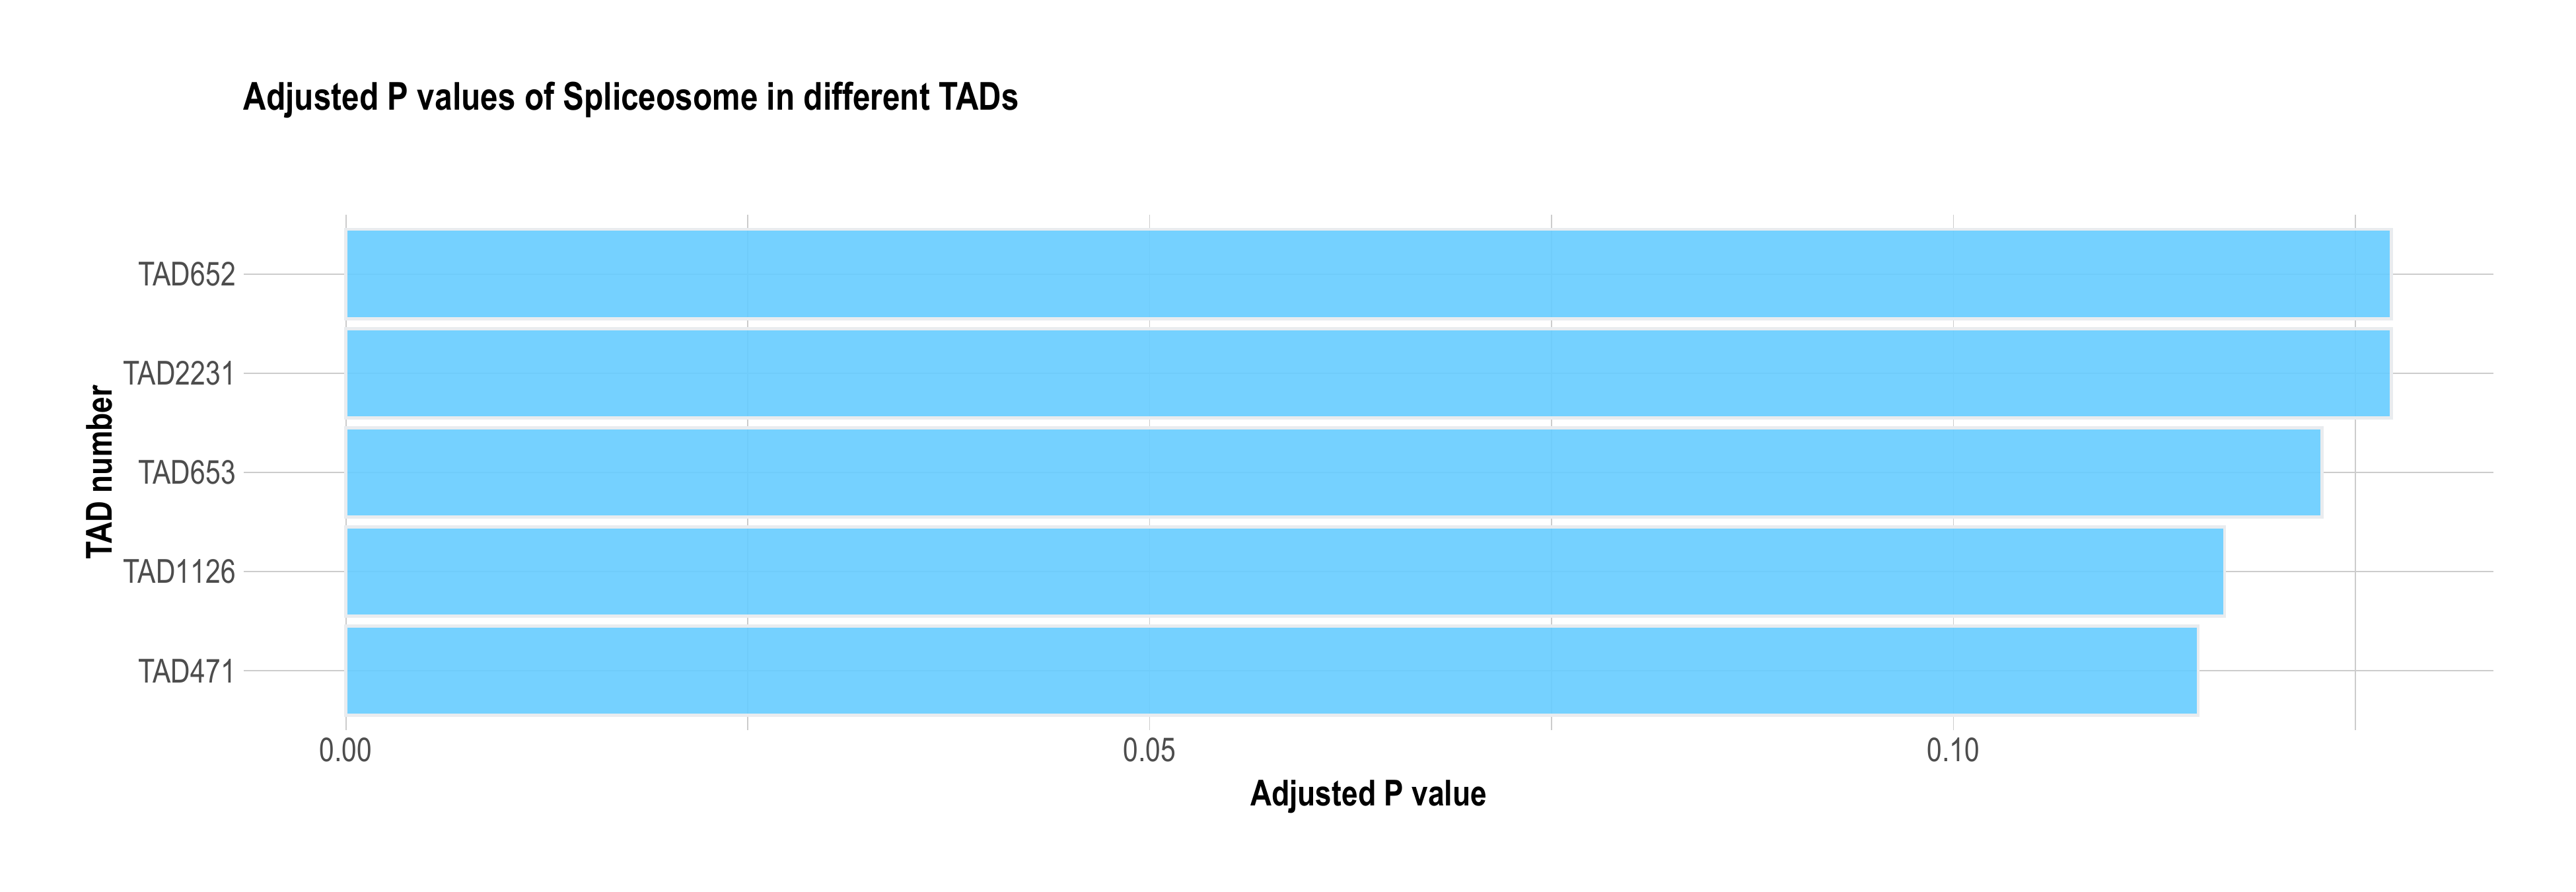 Adjusted P values of Spliceosome in different TADs
TAD number
TAD652
TAD2231
TAD653
TAD1126
TAD471
0.00
0.05
0.10
Adjusted P value